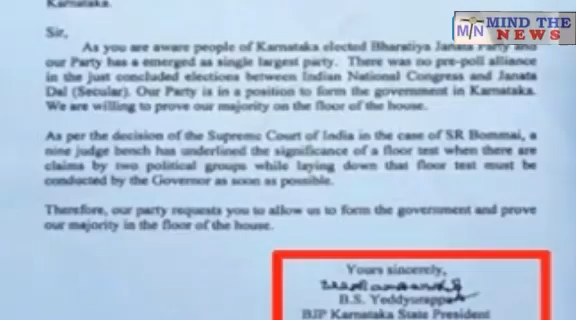 MIND THE
NEWS
MTN
Karnataka.
Sir,
As you are aware people of Karnataka elected Bharatiya Janata Party and
our Party has a emerged as single largest party. There was no pre-poll alliance
in the just concluded elections between Indian National Congress and Janata
Dal (Secular). Our Party is in a position to form the government in Karnataka.
We are willing to prove our majority on the floor of the house.
As per the decision of the Supreme Court of India in the case of SR Bommai, a
nine judge bench has underlined the significance of a floor test when there are
claims by two political groups while laying down that floor test must be
conducted by the Governor as soon as possible.
Therefore, our party requests you to allow us to form the government and prove
our majority in the floor of the house.
Yours sincerely,
B.S. Yeddyurappa
BJP Karnataka State President